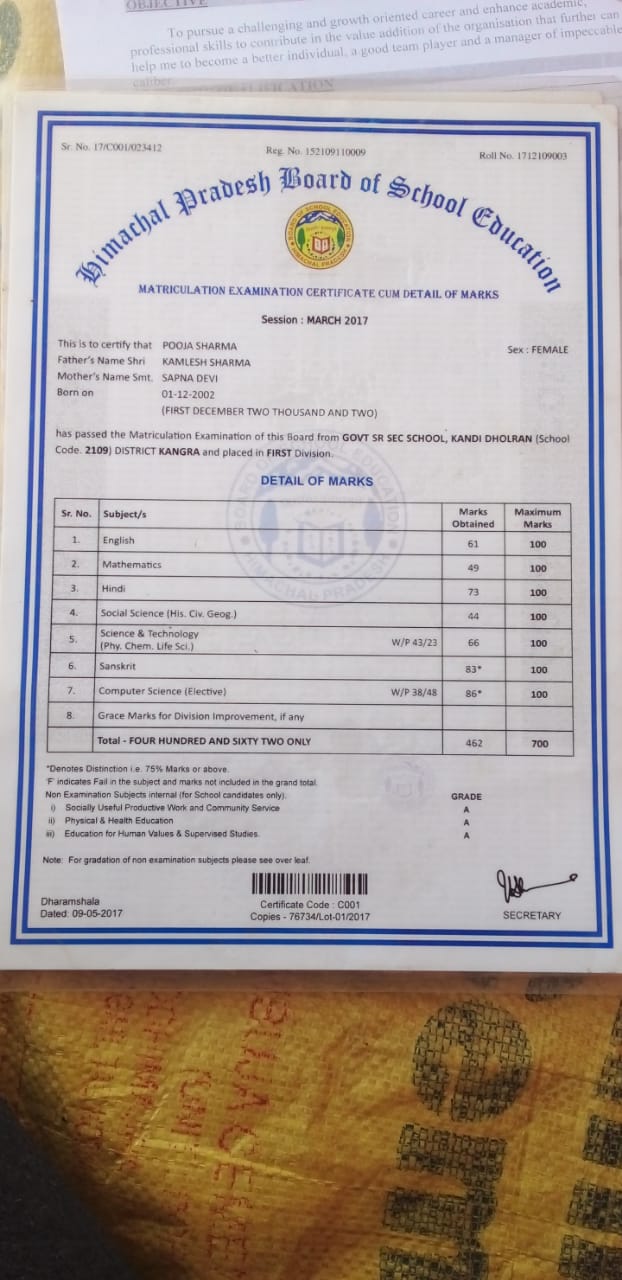 OBJECTIVE
To pursue a challenging and growth oriented career and enhance academic,
professional skills to contribute in the value addition of the organisation that further can
help me to become a better individual, a good team player and a manager of impeccable
caliber.
Sr. No. 17/C001/023412
Reg. No. 152109110009
Roll No. 1712109003
Himachal Pradesh Board of School Education
MATRICULATION EXAMINATION CERTIFICATE CUM DETAIL OF MARKS
Session : MARCH 2017
This is to certify that POOJA SHARMA
Sex : FEMALE
Father's Name Shri KAMLESH SHARMA
Mother's Name Smt. SAPNA DEVI
Born on 01-12-2002
(FIRST DECEMBER TWO THOUSAND AND TWO)
has passed the Matriculation Examination of this Board from GOVT SR SEC SCHOOL, KANDI DHOLRAN (School
Code. 2109) DISTRICT KANGRA and placed in FIRST Division.
DETAIL OF MARKS
Sr. No. Subject/s Marks Obtained Maximum Marks
1. English 61 100
2. Mathematics 49 100
3. Hindi 73 100
4. Social Science (His. Civ. Geog.) 44 100
5. Science & Technology (Phy. Chem. Life Sci.) W/P 43/23 66 100
6. Sanskrit 83* 100
7. Computer Science (Elective) W/P 38/48 86* 100
8. Grace Marks for Division Improvement, if any
Total - FOUR HUNDRED AND SIXTY TWO ONLY 462 700
*Denotes Distinction i.e. 75% Marks or above.
'F' indicates Fail in the subject and marks not included in the grand total.
Non Examination Subjects internal (for School candidates only). GRADE
i) Socially Useful Productive Work and Community Service A
ii) Physical & Health Education A
iii) Education for Human Values & Supervised Studies. A
Note: For gradation of non examination subjects please see over leaf.
Dharamshala
Dated: 09-05-2017
Certificate Code : C001
Copies - 76734/Lot-01/2017
SECRETARY